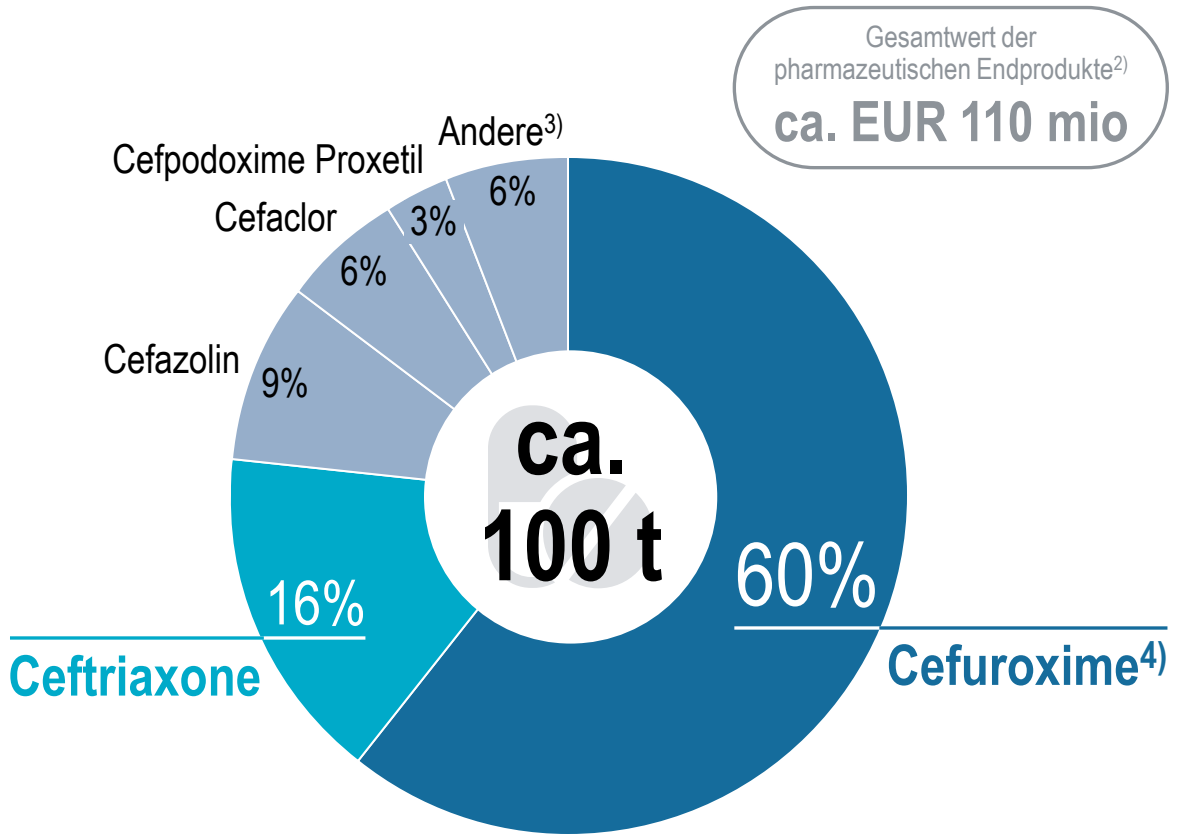 Gesamtwert der
pharmazeutischen Endprodukte2)
ca. EUR 110 mio
Andere3)
6%
Cefpodoxime Proxetil
3%
Cefaclor
6%
Cefazolin
9%
ca.
100 t
60%
Cefuroxime4)
16%
Ceftriaxone